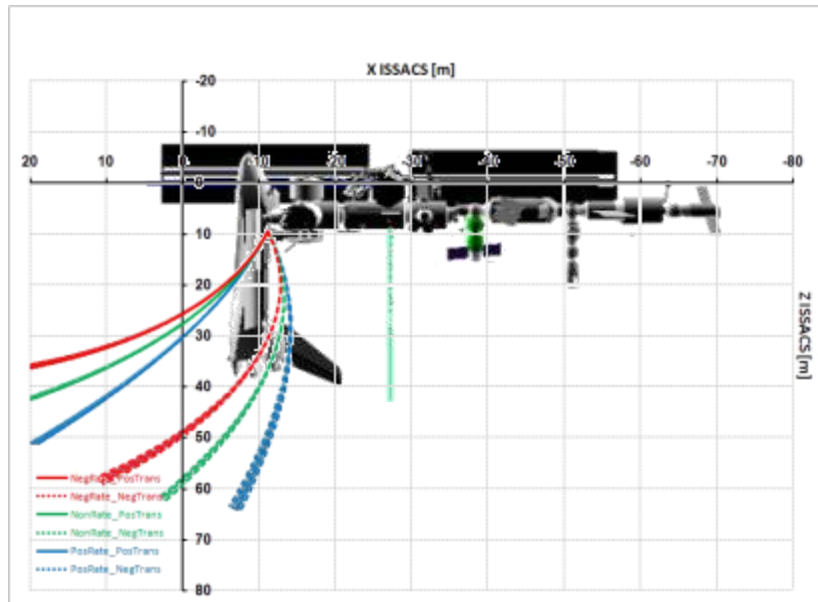 X ISSACS [m]
-20
-10
20 10 0 -10 -20 -30 -40 -50 -60 -70 -80
0
10
20
30
40
50
60
70
80
Z ISSACS [m]
NegRate_PosTrans
NegRate_NegTrans
NonRate_PosTrans
NonRate_NegTrans
PosRate_PosTrans
PosRate_NegTrans